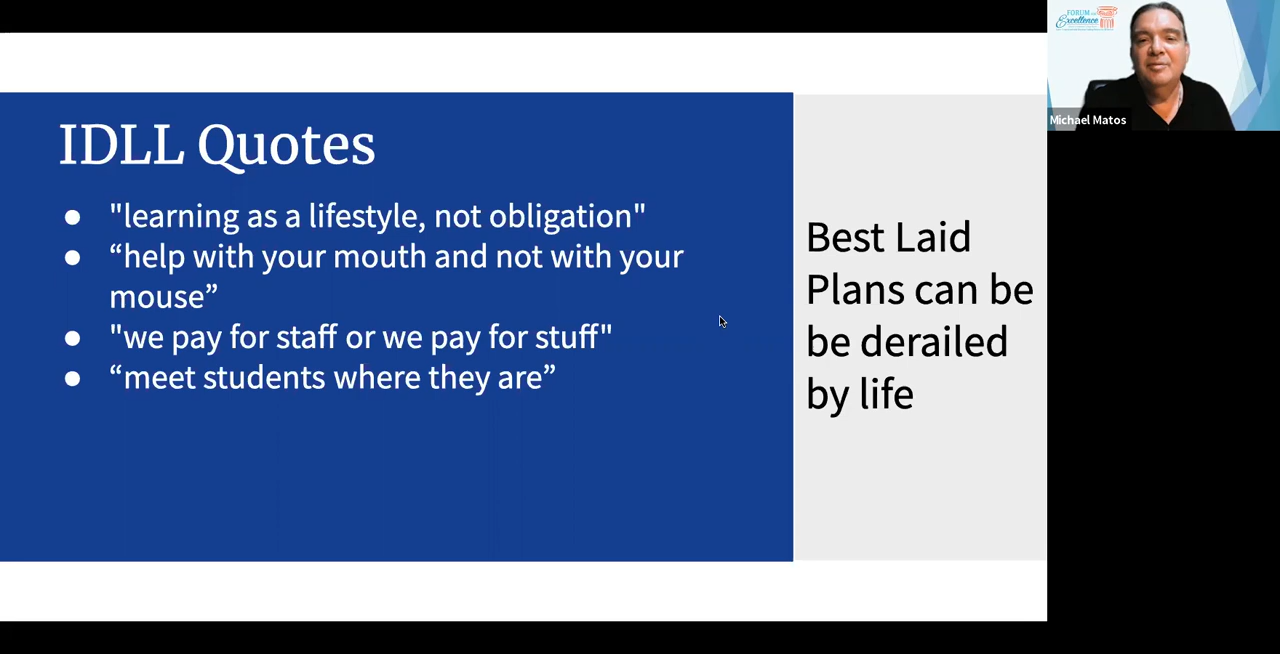 IDLL Quotes
● "learning as a lifestyle, not obligation"
● “help with your mouth and not with your
mouse”
● "we pay for staff or we pay for stuff"
● “meet students where they are”
Best Laid
Plans can be
be derailed
by life
FORUM
Excellence
Michael Matos